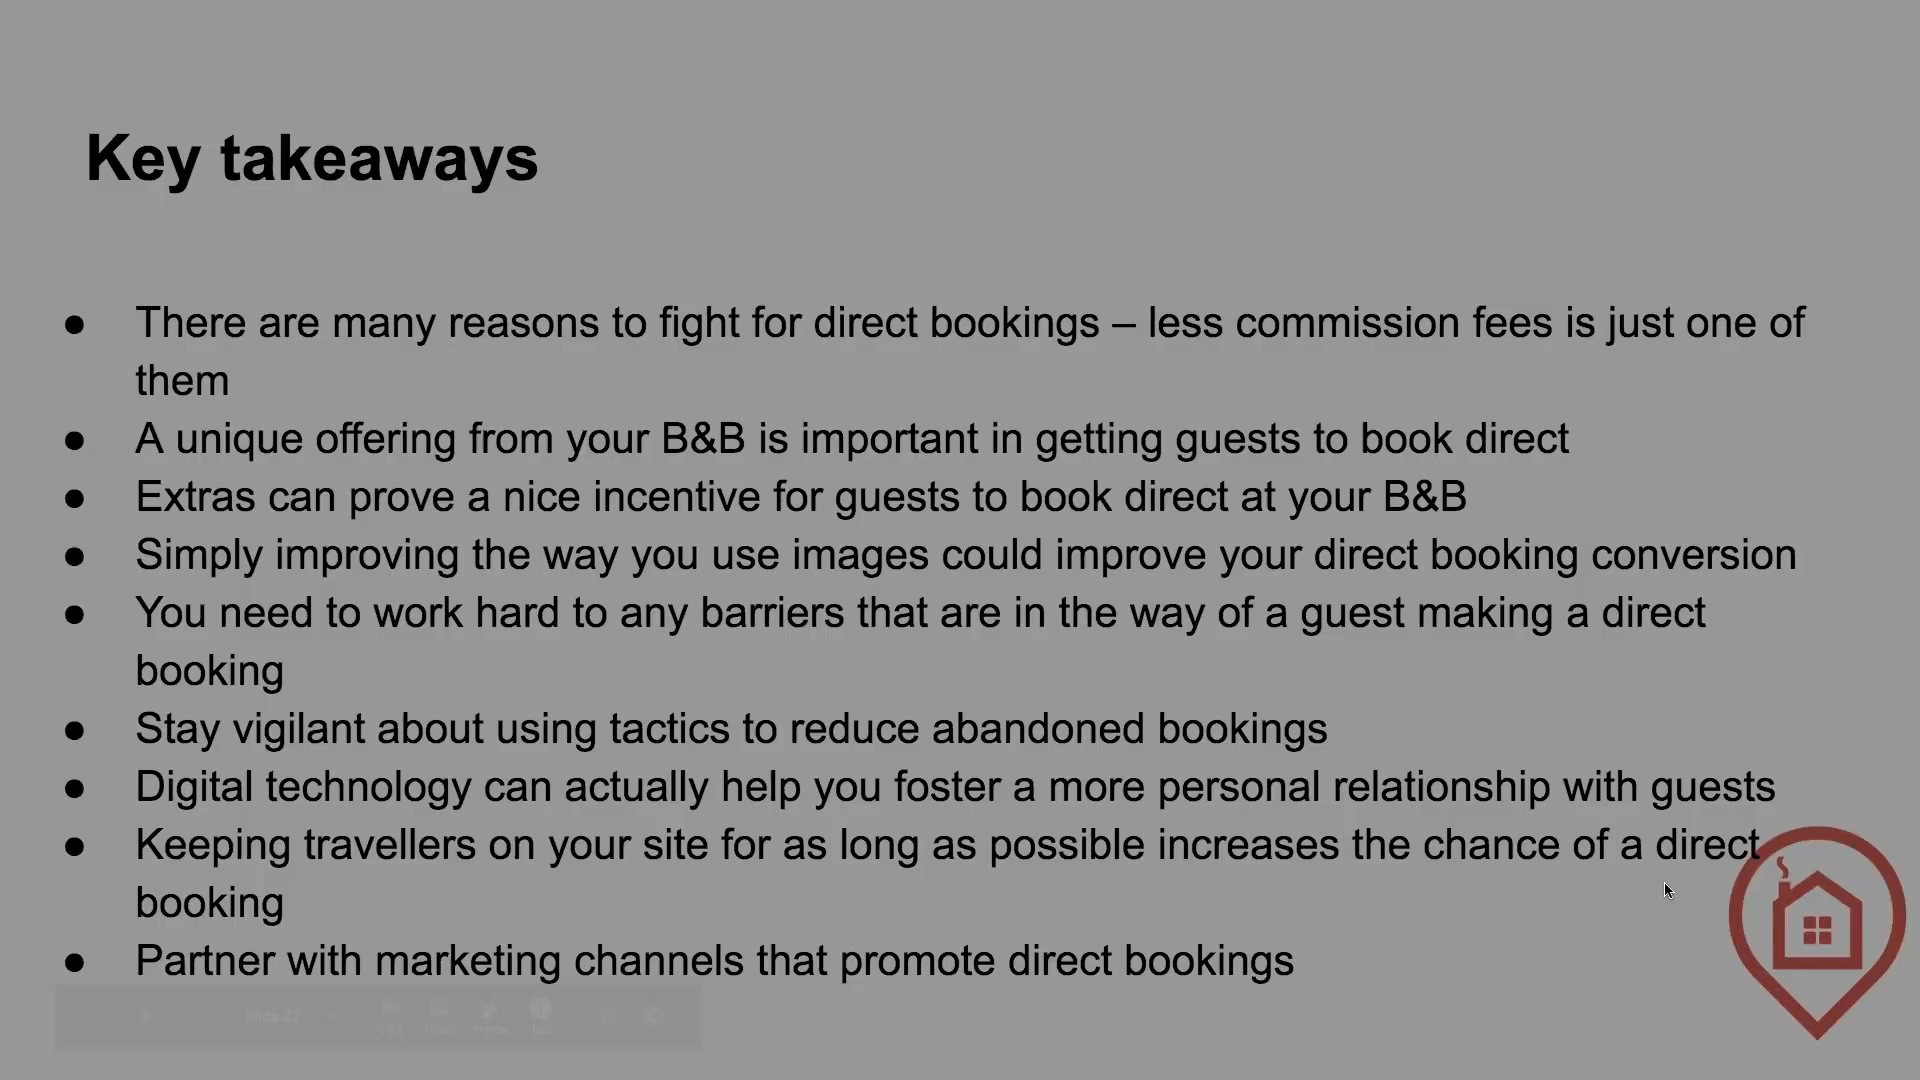 Key takeaways
● There are many reasons to fight for direct bookings – less commission fees is just one of
them
● A unique offering from your B&B is important in getting guests to book direct
● Extras can prove a nice incentive for guests to book direct at your B&B
● Simply improving the way you use images could improve your direct booking conversion
● You need to work hard to any barriers that are in the way of a guest making a direct
booking
● Stay vigilant about using tactics to reduce abandoned bookings
● Digital technology can actually help you foster a more personal relationship with guests
● Keeping travellers on your site for as long as possible increases the chance of a direct
booking
● Partner with marketing channels that promote direct bookings